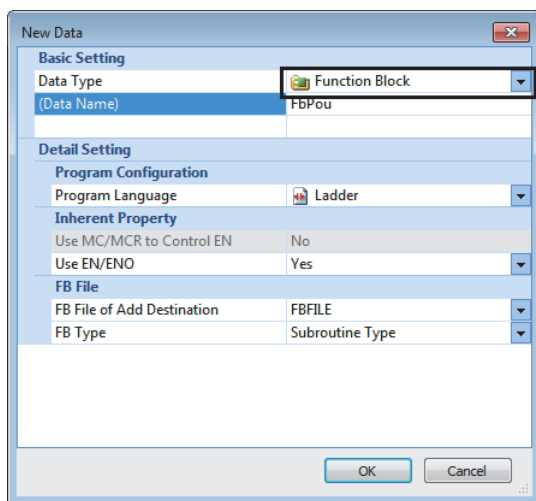 New Data
Basic Setting
Data Type Function Block
(Data Name) FbPou
Detail Setting
Program Configuration
Program Language Ladder
Inherent Property
Use MC/MCR to Control EN No
Use EN/ENO Yes
FB File
FB File of Add Destination FBFILE
FB Type Subroutine Type
OK Cancel